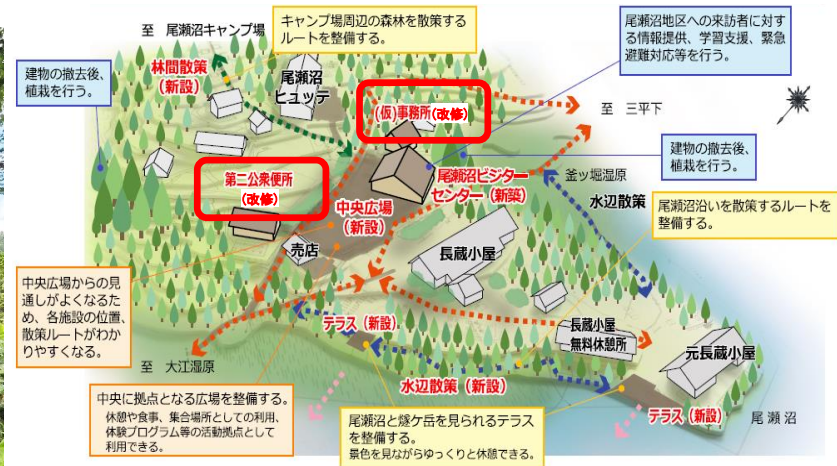 至 尾瀬沼キャンプ場
キャンプ場周辺の森林を散策する
ルートを整備する。
尾瀬沼地区への来訪者に対す
る情報提供、学習支援、緊急
避難対応等を行う。
建物の撤去後、
植栽を行う。
林間散策
(新設)
尾瀬沼
ヒュッテ
(仮)事務所(改修)
至 三平下
建物の撤去後、
植栽を行う。
第二公衆便所
(改修)
尾瀬沼ビジター
センター(新築)
釜ッ堀湿原
水辺散策
中央広場
(新設)
尾瀬沼沿いを散策するルートを
整備する。
売店
長蔵小屋
中央広場からの見
通しがよくなるた
め、各施設の位置、
散策ルートがわか
りやすくなる。
テラス(新設)
長蔵小屋
無料休憩所
元長蔵小屋
至 大江湿原
水辺散策(新設)
テラス(新設)
尾瀬沼
中央に拠点となる広場を整備する。
休憩や食事、集合場所としての利用、
体験プログラム等の活動拠点として
利用できる。
尾瀬沼と燧ケ岳を見られるテラス
を整備する。
景色を見ながらゆっくりと休憩できる。